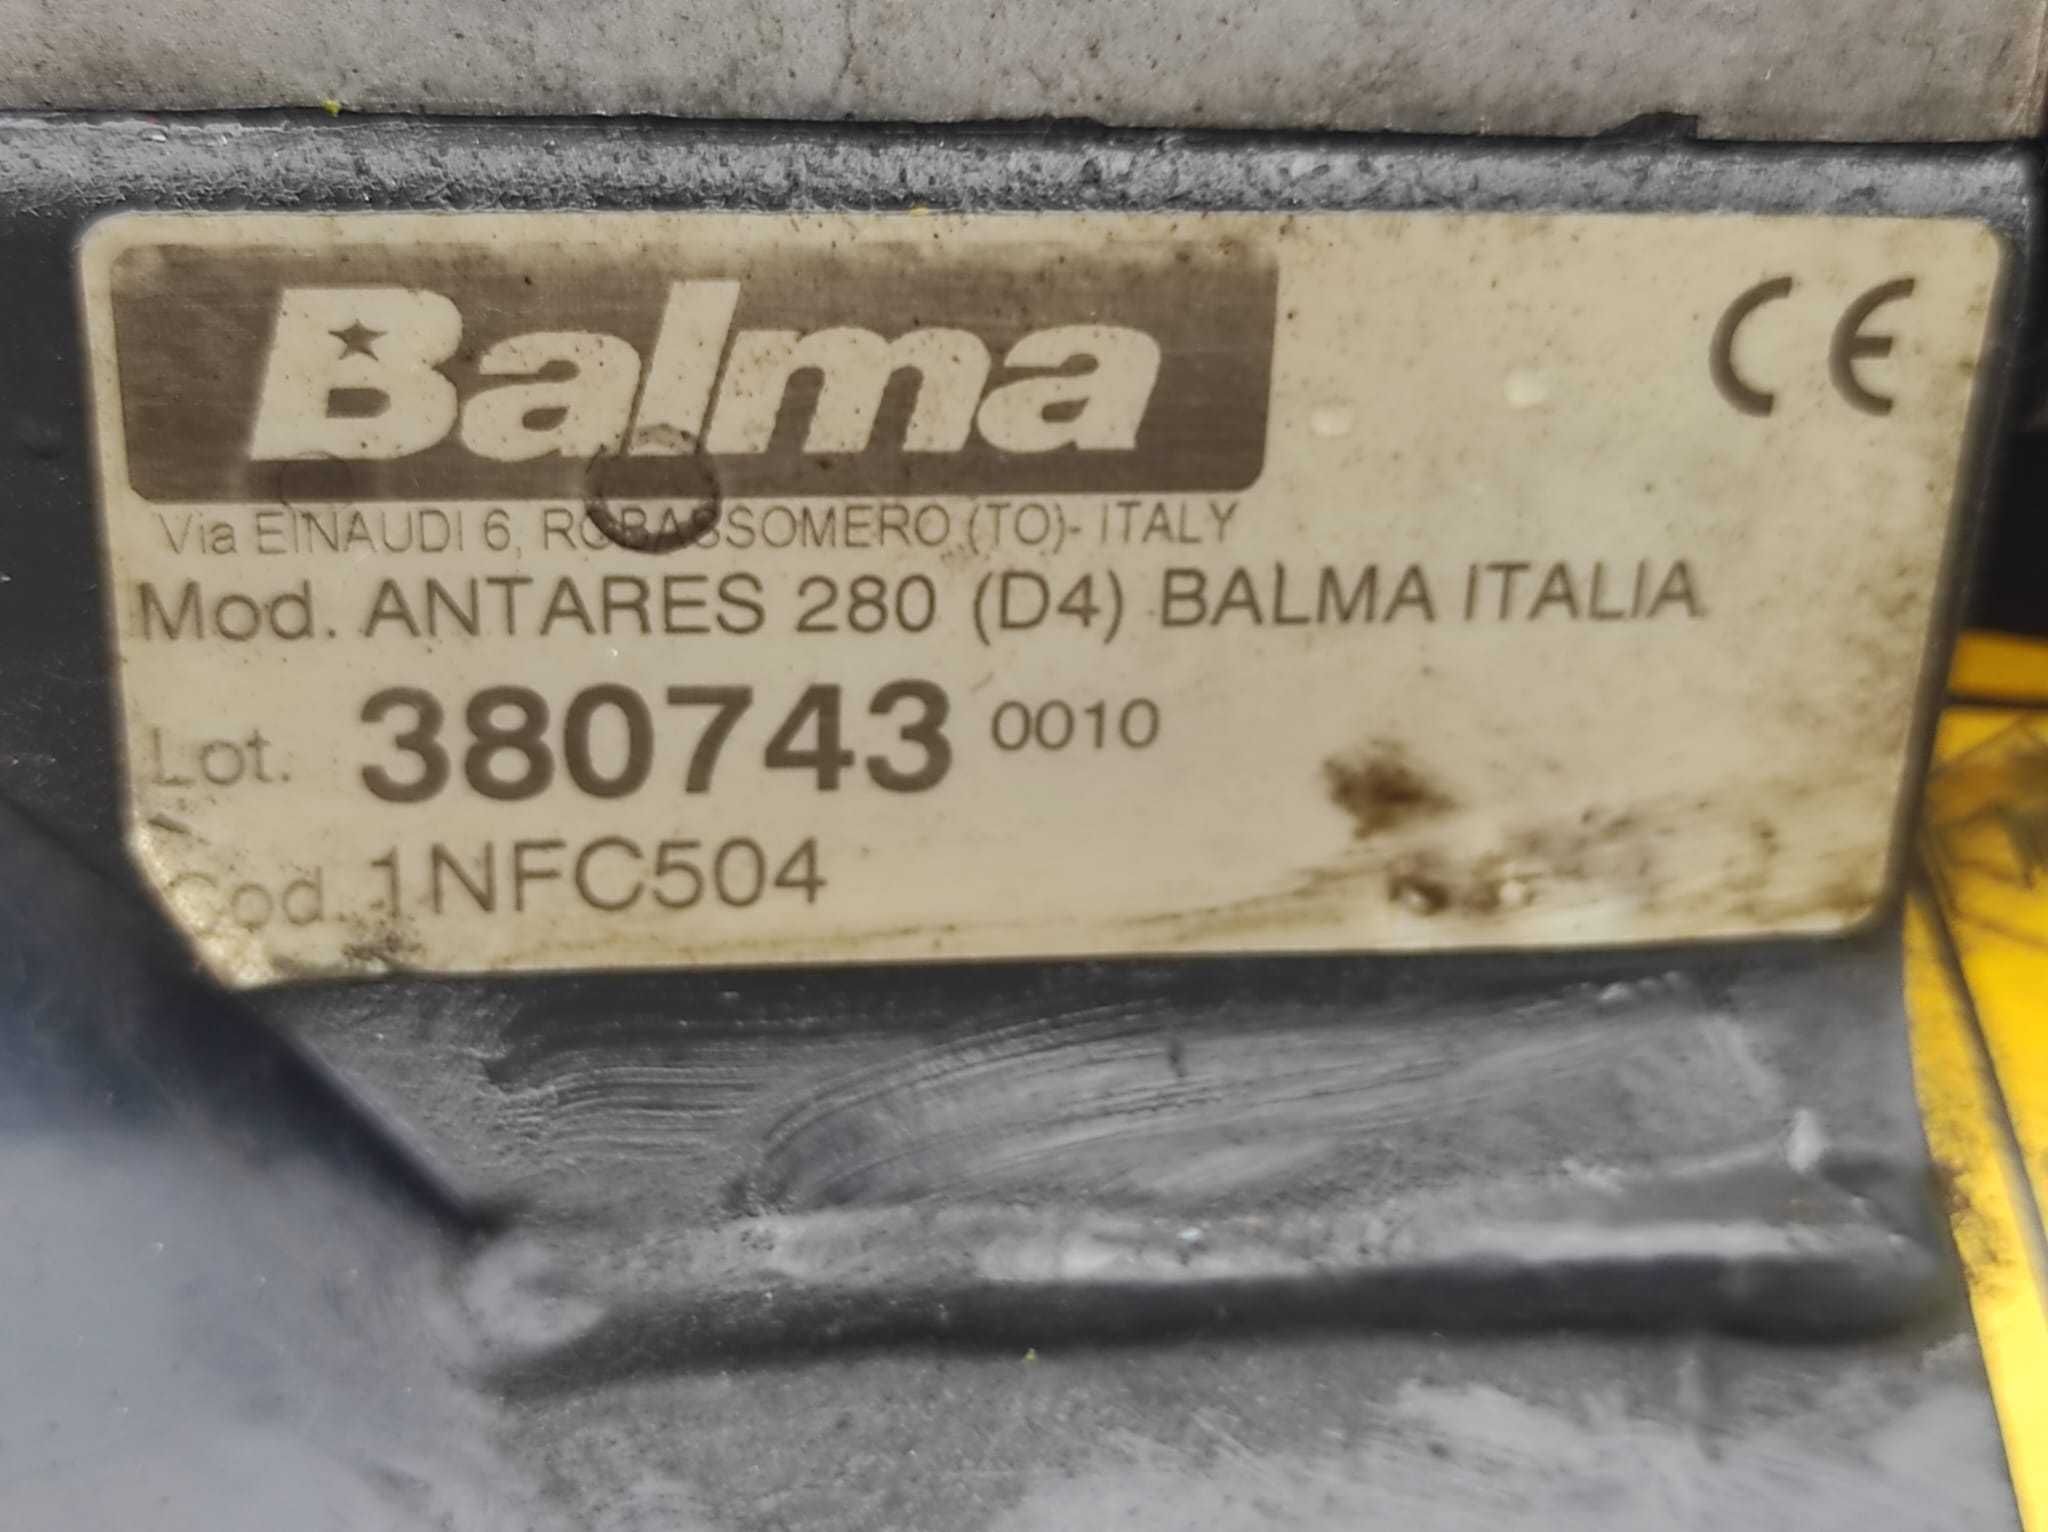 Balma
CE
Via EINAUDI 6, ROBASSOMERO (TO)- ITALY
Mod. ANTARES 280 (D4) BALMA ITALIA
Lot. 380743 0010
Cod. 1NFC504